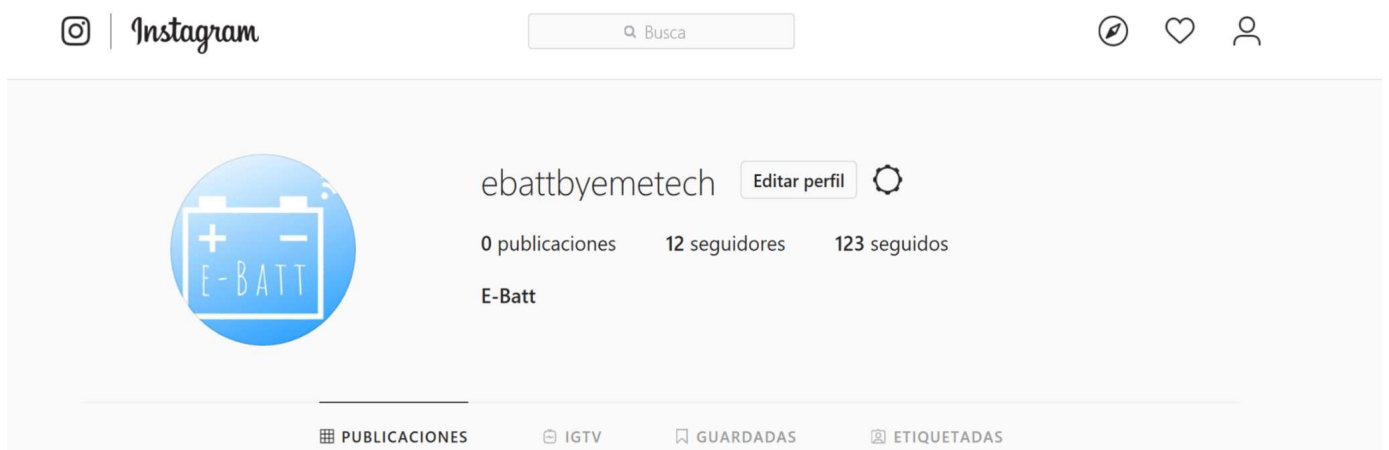 Instagram
Busca
ebattbyemetech Editar perfil
0 publicaciones 12 seguidores 123 seguidos
E-Batt
+ -
E-BATT
PUBLICACIONES IGTV GUARDADAS ETIQUETADAS